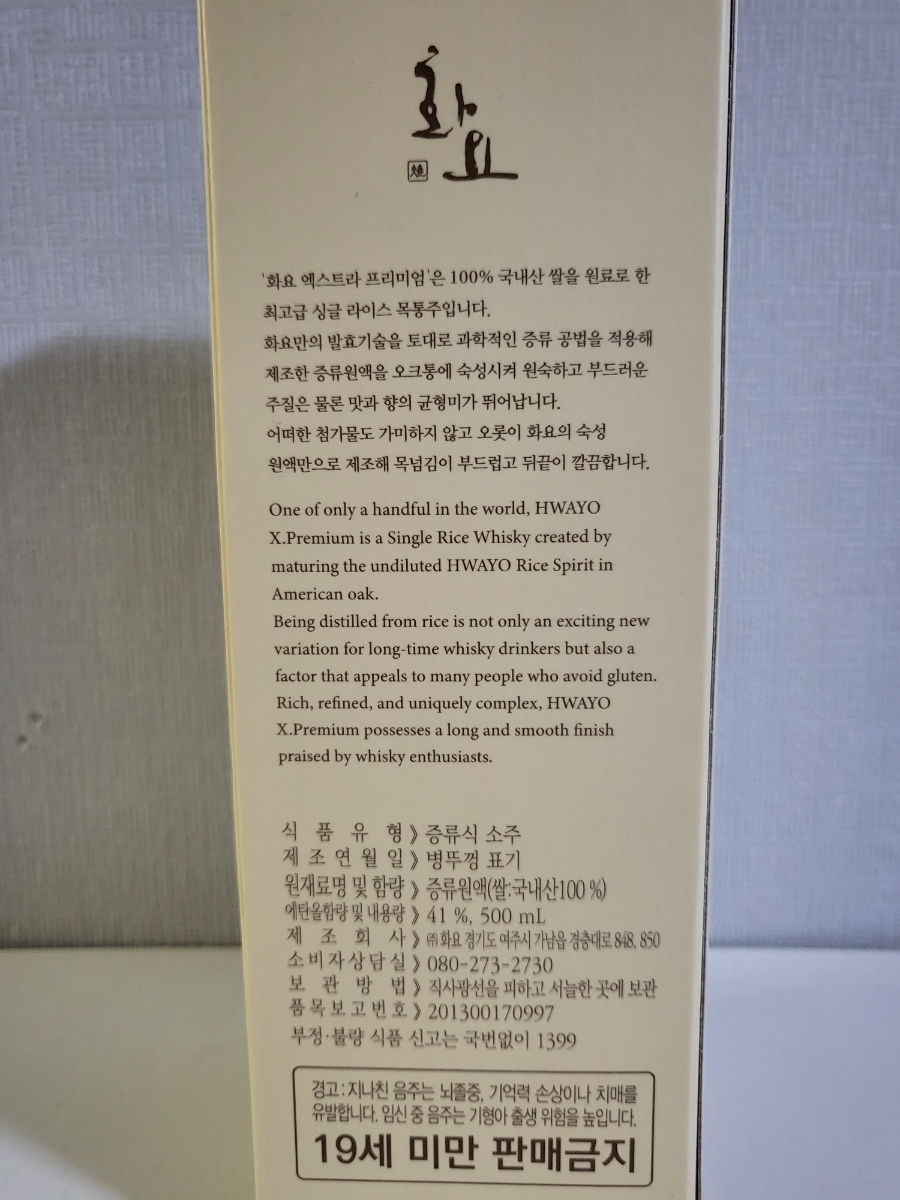 화요
'화요 엑스트라 프리미엄'은 100% 국내산 쌀을 원료로 한
최고급 싱글 라이스 목통주입니다.
화요만의 발효기술을 토대로 과학적인 증류 공법을 적용해
제조한 증류원액을 오크통에 숙성시켜 원숙하고 부드러운
주질은 물론 맛과 향의 균형미가 뛰어납니다.
어떠한 첨가물도 가미하지 않고 오롯이 화요의 숙성
원액만으로 제조해 목넘김이 부드럽고 뒤끝이 깔끔합니다.
One of only a handful in the world, HWAYO
X.Premium is a Single Rice Whisky created by
maturing the undiluted HWAYO Rice Spirit in
American oak.
Being distilled from rice is not only an exciting new
variation for long-time whisky drinkers but also a
factor that appeals to many people who avoid gluten.
Rich, refined, and uniquely complex, HWAYO
X.Premium possesses a long and smooth finish
praised by whisky enthusiasts.
식품유형 》 증류식 소주
제조연월일 》 병뚜껑 표기
원재료명 및 함량 》 증류원액(쌀:국내산100 %)
에탄올함량 및 내용량 》 41 %, 500 mL
제조회사 》 ㈜화요 경기도 여주시 가남읍 경충대로 848, 850
소비자상담실 》 080-273-2730
보관방법 》 직사광선을 피하고 서늘한 곳에 보관
품목보고번호 》 201300170997
부정·불량 식품 신고는 국번없이 1399
경고:지나친 음주는 뇌졸중, 기억력 손상이나 치매를
유발합니다. 임신 중 음주는 기형아 출생 위험을 높입니다.
19세 미만 판매금지